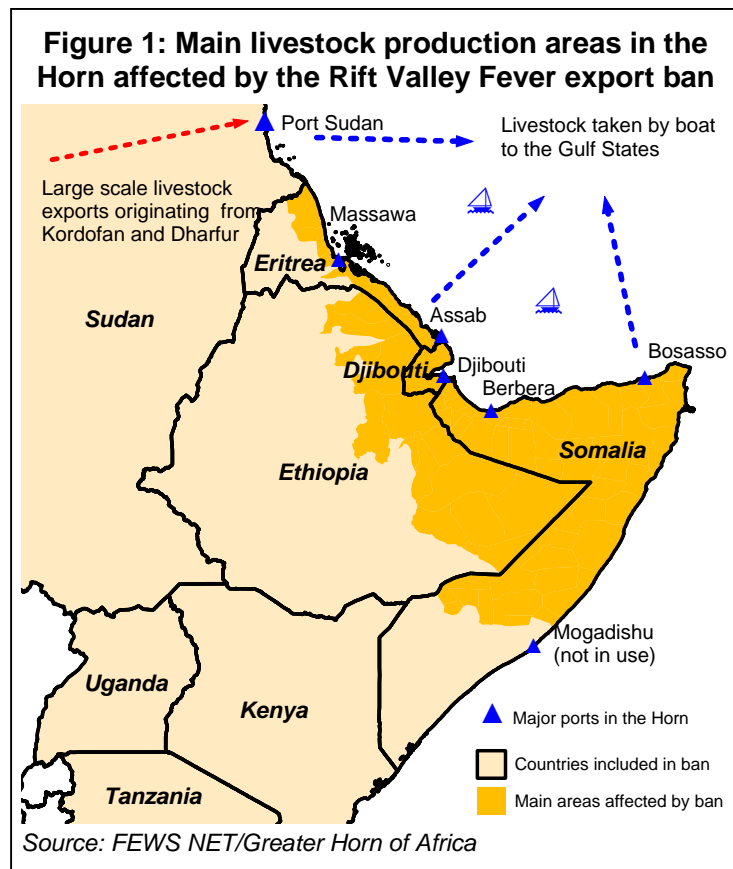 Figure 1: Main livestock production areas in the
Horn affected by the Rift Valley Fever export ban
Port Sudan
Livestock taken by boat
to the Gulf States
Large scale livestock
exports originating from
Kordofan and Dharfur
Massawa
Eritrea
Sudan
Assab
Djibouti
Djibouti
Berbera
Bosasso
Somalia
Ethiopia
Mogadishu
(not in use)
Uganda
Kenya
Major ports in the Horn
Countries included in ban
Tanzania
Main areas affected by ban
Source: FEWS NET/Greater Horn of Africa